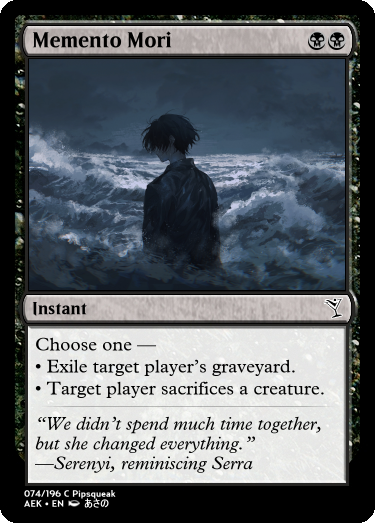 Memento Mori
Instant
Choose one —
• Exile target player's graveyard.
• Target player sacrifices a creature.
“We didn't spend much time together,
but she changed everything.”
—Serenyi, reminiscing Serra
074/196 C Pipsqueak
AEK • EN あさの